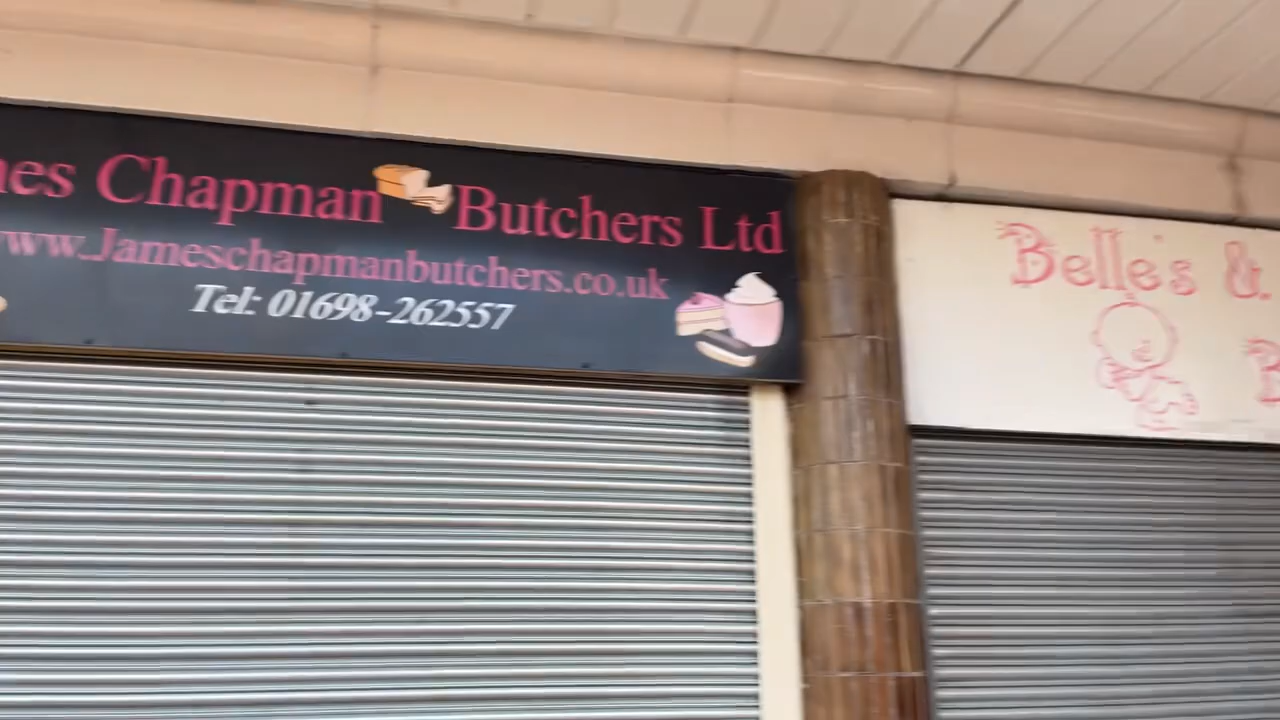 mes Chapman Butchers Ltd
www.Jameschapmanbutchers.co.uk
Tel: 01698-262557
Belle's &
B